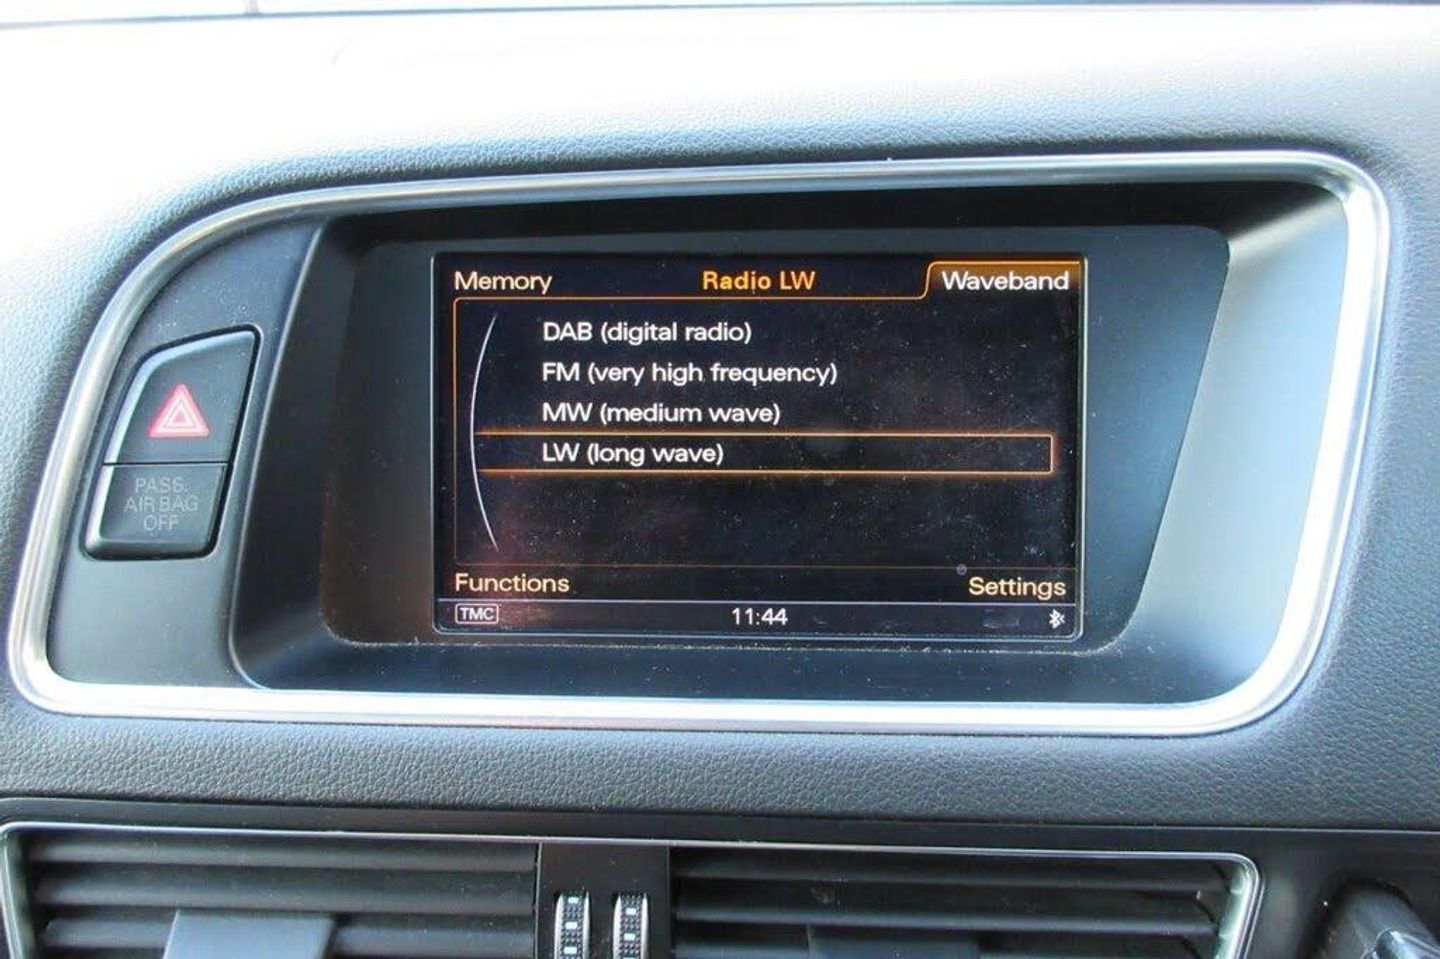 Memory Radio LW Waveband
DAB (digital radio)
FM (very high frequency)
MW (medium wave)
LW (long wave)
Functions Settings
TMC 11:44
PASS.
AIR BAG
OFF